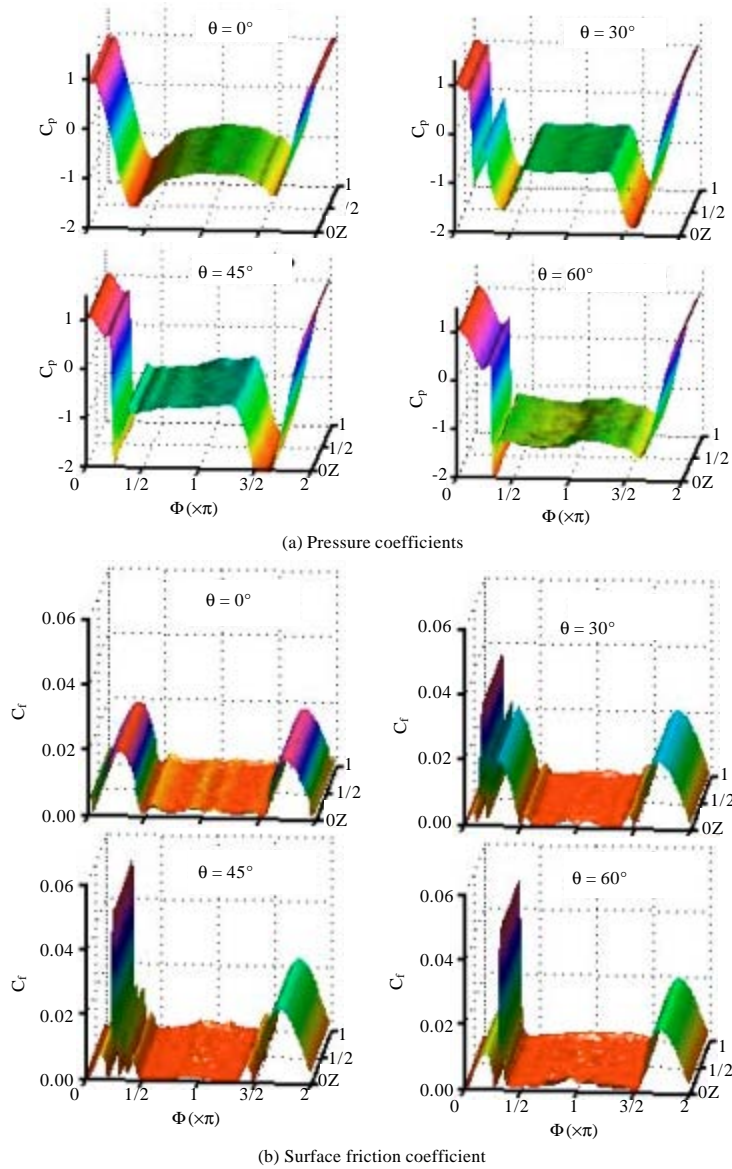 θ = 0°
1
0
-1
-2
C_p
1
1/2
0Z
θ = 30°
1
0
-1
-2
C_p
1
1/2
0Z
θ = 45°
1
0
-1
-2
C_p
0
1/2
1
3/2
2
1
1/2
0Z
Φ(×π)
θ = 60°
1
0
-1
-2
C_p
0
1/2
1
3/2
2
1
1/2
0Z
Φ(×π)
(a) Pressure coefficients
θ = 0°
0.06
0.04
0.02
0.00
C_f
1
1/2
0Z
θ = 30°
0.06
0.04
0.02
0.00
C_f
1
1/2
0Z
θ = 45°
0.06
0.04
0.02
0.00
C_f
0
1/2
1
3/2
2
1
1/2
0Z
Φ(×π)
θ = 60°
0.06
0.04
0.02
0.00
C_f
0
1/2
1
3/2
2
1
1/2
0Z
Φ(×π)
(b) Surface friction coefficient